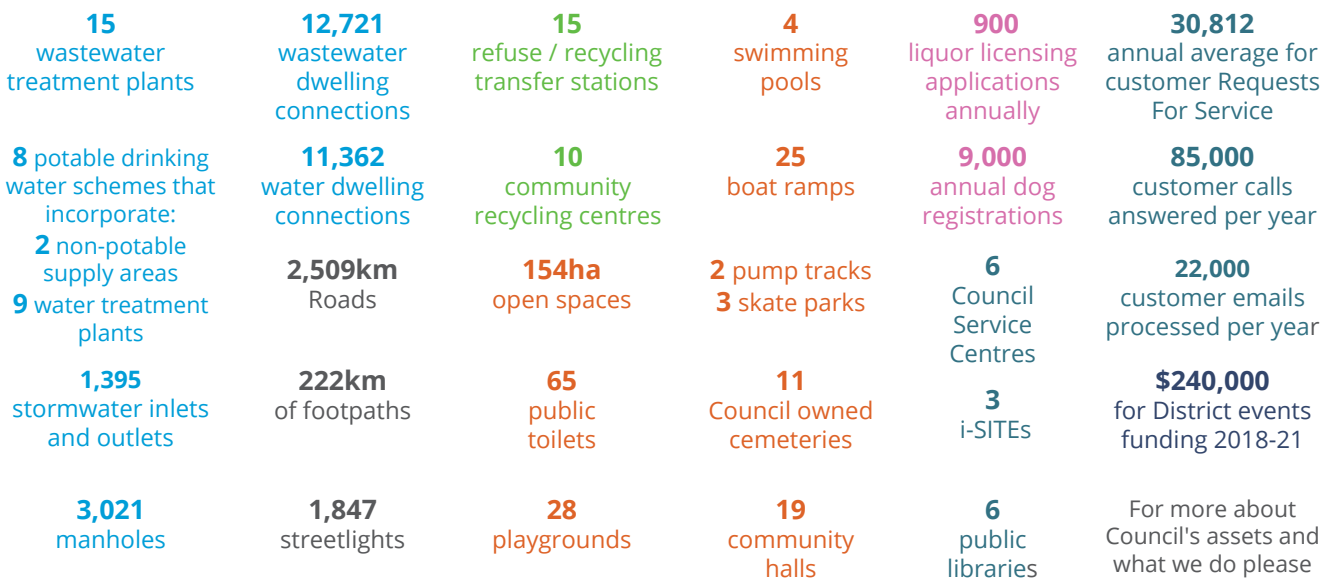 15
wastewater
treatment plants
12,721
wastewater
dwelling
connections
15
refuse / recycling
transfer stations
4
swimming
pools
900
liquor licensing
applications
annually
30,812
annual average for
customer Requests
For Service
8 potable drinking
water schemes that
incorporate:
2 non-potable
supply areas
9 water treatment
plants
11,362
water dwelling
connections
10
community
recycling centres
25
boat ramps
9,000
annual dog
registrations
85,000
customer calls
answered per year
2,509km
Roads
154ha
open spaces
2 pump tracks
3 skate parks
6
Council
Service
Centres
22,000
customer emails
processed per year
1,395
stormwater inlets
and outlets
222km
of footpaths
65
public
toilets
11
Council owned
cemeteries
3
i-SITEs
$240,000
for District events
funding 2018-21
3,021
manholes
1,847
streetlights
28
playgrounds
19
community
halls
6
public
libraries
For more about
Council's assets and
what we do please